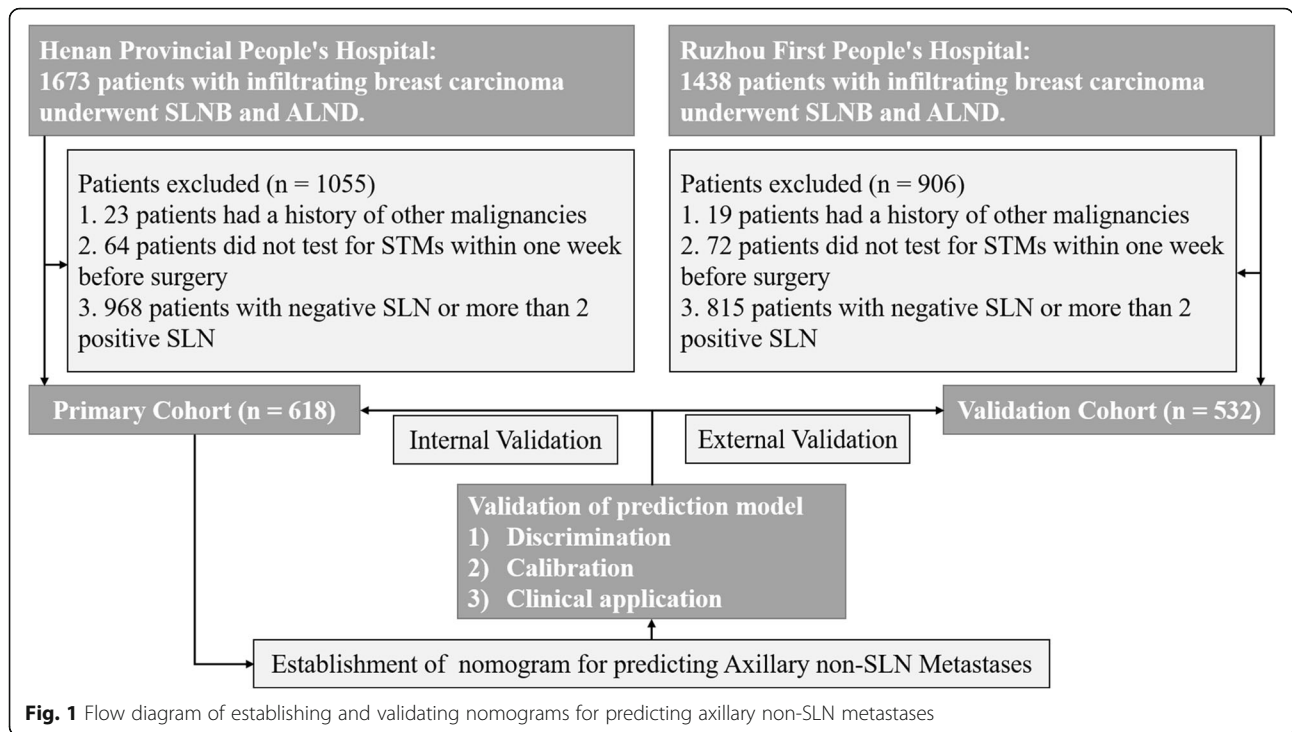 Henan Provincial People's Hospital:
1673 patients with infiltrating breast carcinoma
underwent SLNB and ALND.
Ruzhou First People's Hospital:
1438 patients with infiltrating breast carcinoma
underwent SLNB and ALND.
Patients excluded (n = 1055)
1. 23 patients had a history of other malignancies
2. 64 patients did not test for STMs within one week
before surgery
3. 968 patients with negative SLN or more than 2
positive SLN
Patients excluded (n = 906)
1. 19 patients had a history of other malignancies
2. 72 patients did not test for STMs within one week
before surgery
3. 815 patients with negative SLN or more than 2
positive SLN
Primary Cohort (n = 618)
Validation Cohort (n = 532)
Internal Validation
External Validation
Validation of prediction model
1) Discrimination
2) Calibration
3) Clinical application
Establishment of nomogram for predicting Axillary non-SLN Metastases
Fig. 1 Flow diagram of establishing and validating nomograms for predicting axillary non-SLN metastases